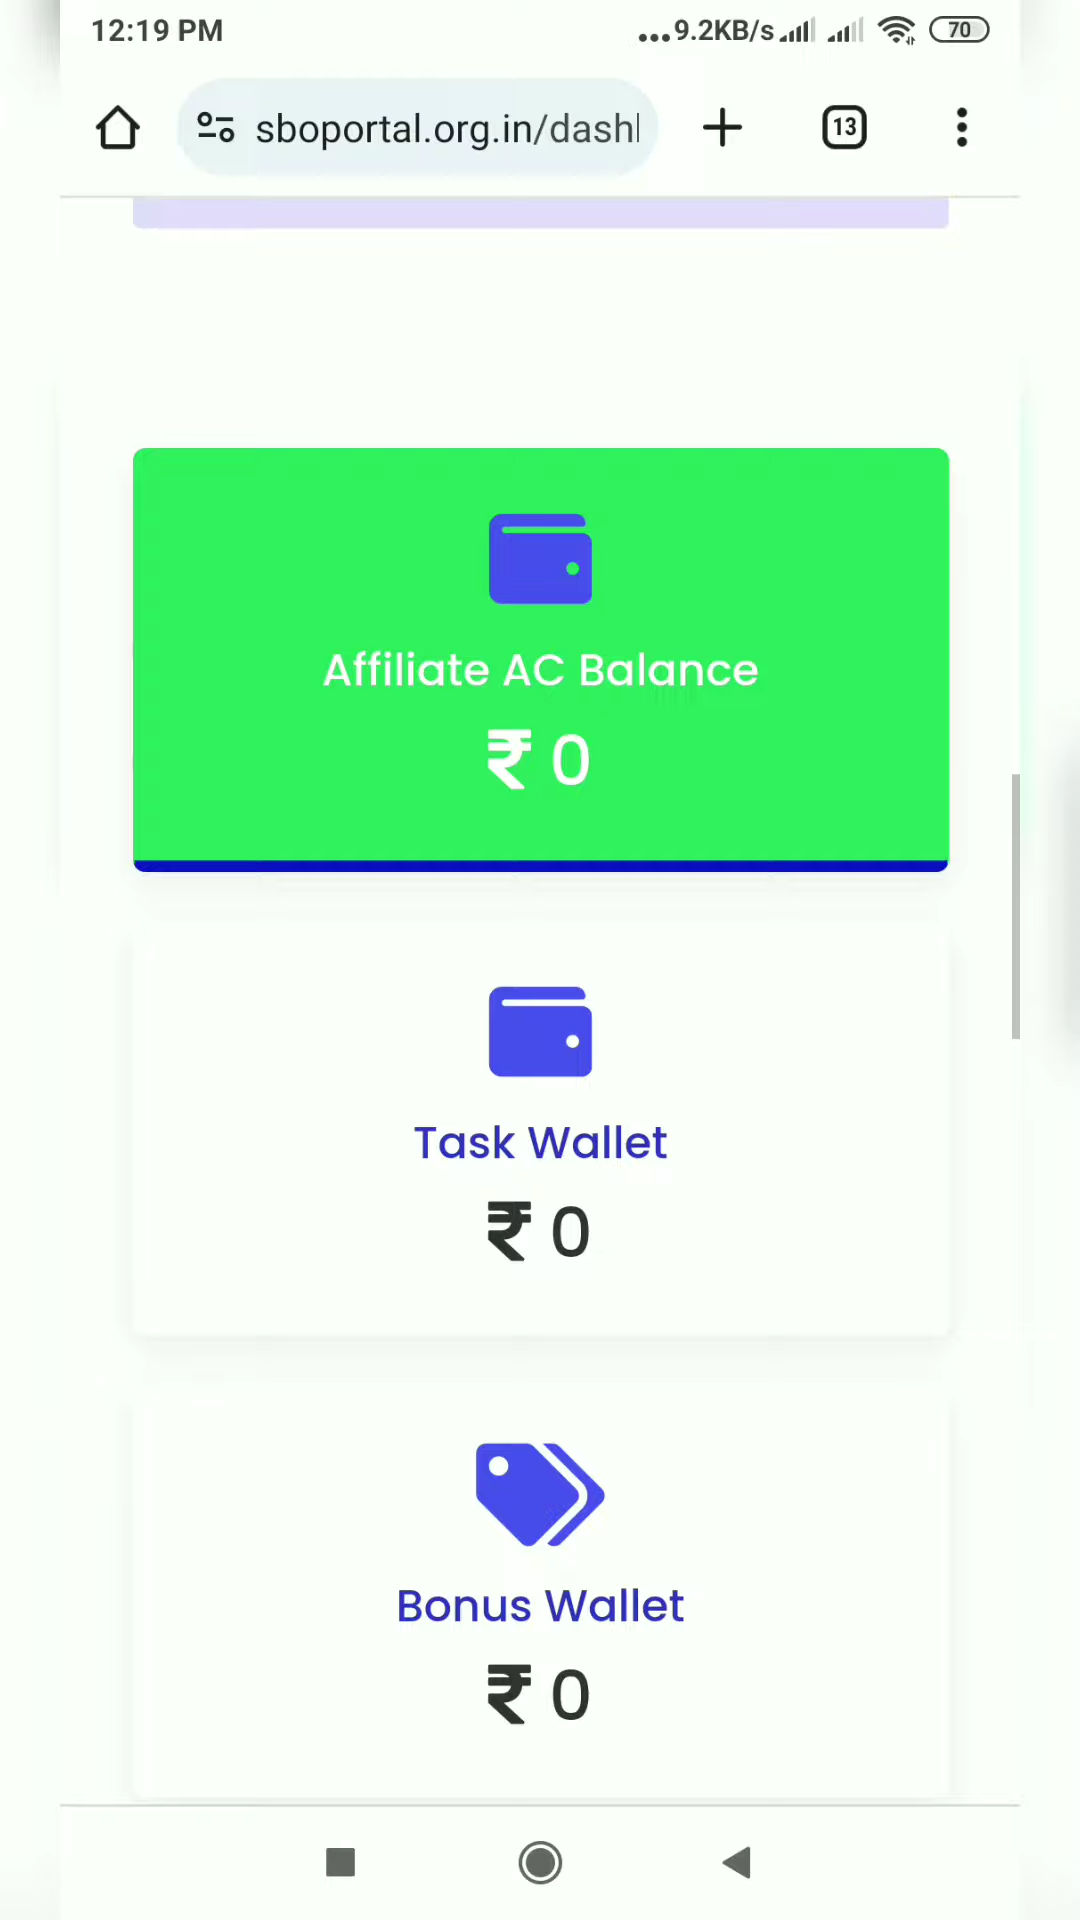 12:19 PM
...9.2KB/s
70
sboportal.org.in/dash
13
Affiliate AC Balance
₹ 0
Task Wallet
₹ 0
Bonus Wallet
₹ 0